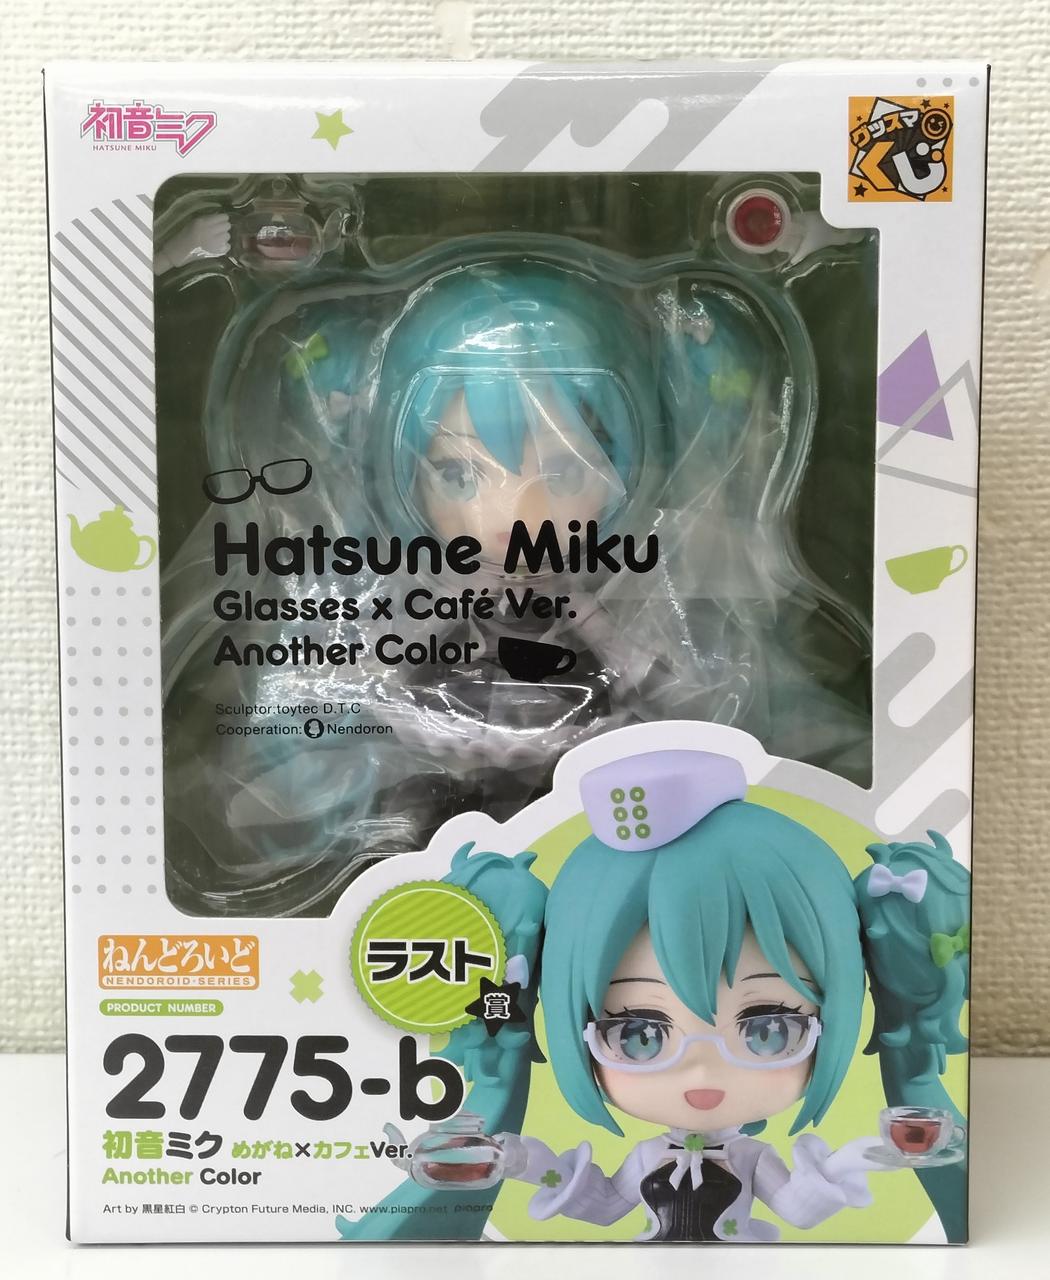 初音ミク
HATSUNE MIKU
グッスマ
くじ
Hatsune Miku
Glasses x Café Ver.
Another Color
Sculptor:toytec D.T.C
Cooperation: Nendoron
ラスト
賞
ねんどろいど
NENDOROID·SERIES
PRODUCT NUMBER
2775-b
初音ミク めがね×カフェVer.
Another Color
Art by 黒星紅白 © Crypton Future Media, INC. www.piapro.net piapro